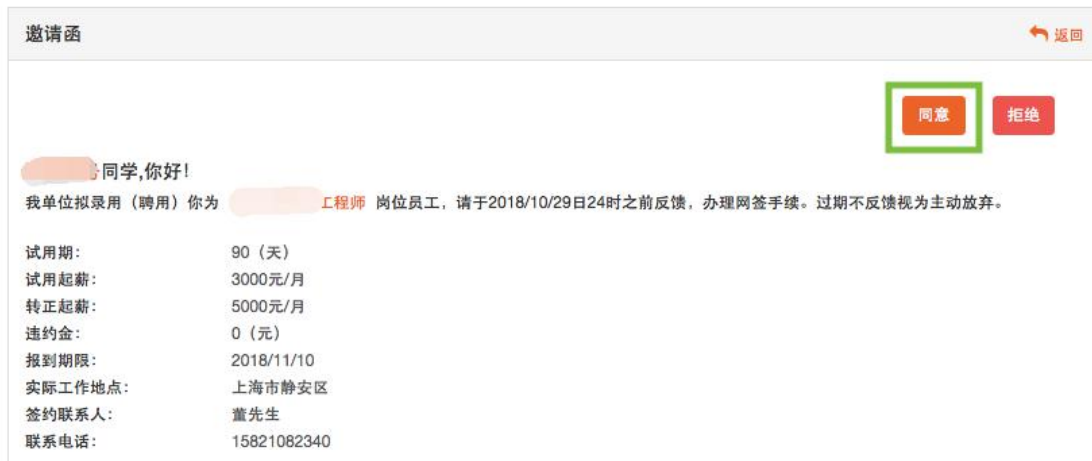 邀请函
返回
同意
拒绝
同学,你好!
我单位拟录用（聘用）你为 工程师 岗位员工，请于2018/10/29日24时之前反馈，办理网签手续。过期不反馈视为主动放弃。
试用期： 90（天）
试用起薪： 3000元/月
转正起薪： 5000元/月
违约金： 0（元）
报到期限： 2018/11/10
实际工作地点： 上海市静安区
签约联系人： 董先生
联系电话： 15821082340